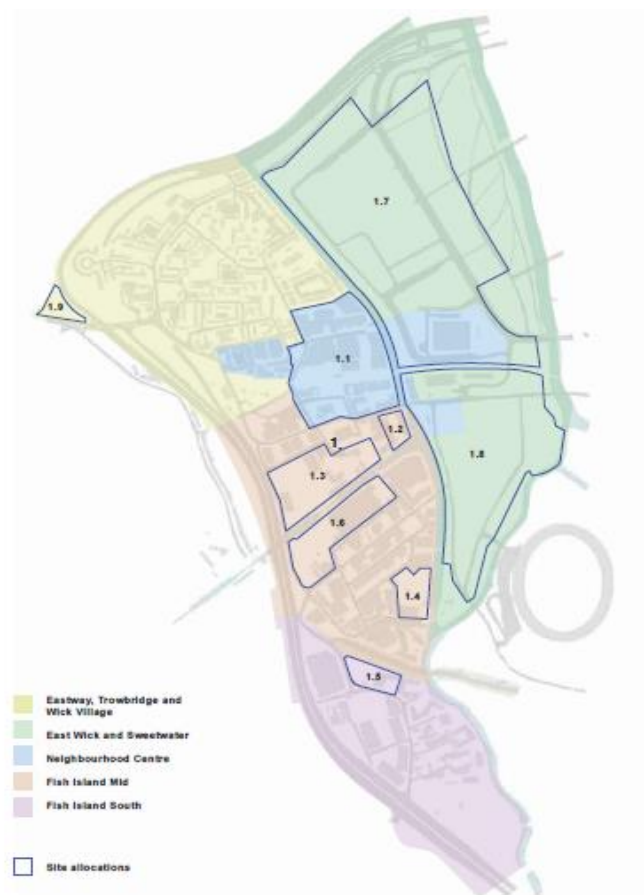 1.7
1.9
1.1
1.2
1.
1.3
1.8
1.6
1.4
1.5
Eastway, Trowbridge and
Wick Village
East Wick and Sweetwater
Neighbourhood Centre
Fish Island Mid
Fish Island South
Site allocations